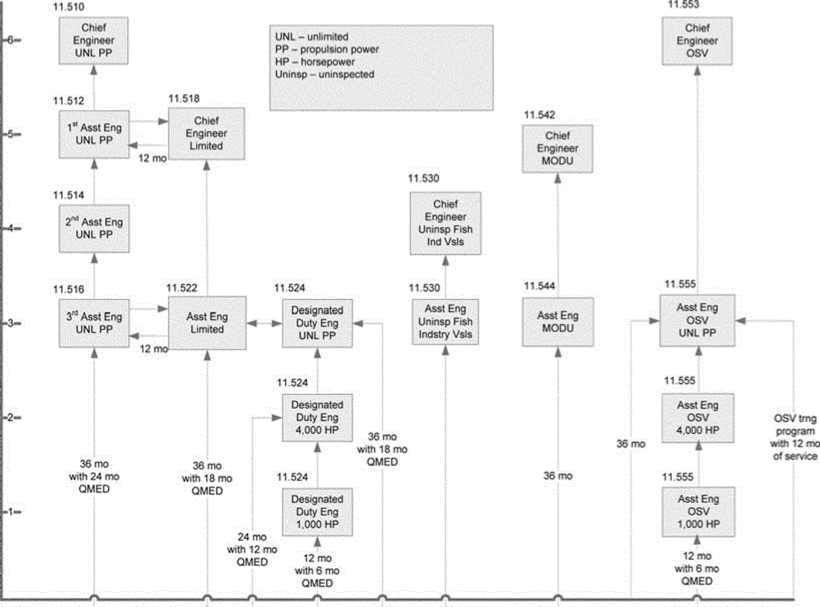 11.510
Chief
Engineer
UNL PP
UNL – unlimited
PP – propulsion power
HP – horsepower
Uninsp – uninspected
11.553
Chief
Engineer
OSV
–6–
11.512
1st Asst Eng
UNL PP
11.518
Chief
Engineer
Limited
12 mo
11.542
Chief
Engineer
MODU
–5–
11.514
2nd Asst Eng
UNL PP
11.530
Chief
Engineer
Uninsp Fish
Ind Vsls
–4–
11.516
3rd Asst Eng
UNL PP
11.522
Asst Eng
Limited
12 mo
11.524
Designated
Duty Eng
UNL PP
11.530
Asst Eng
Uninsp Fish
Indstry Vsls
11.544
Asst Eng
MODU
11.555
Asst Eng
OSV
UNL PP
–3–
11.524
Designated
Duty Eng
4,000 HP
11.555
Asst Eng
OSV
4,000 HP
–2–
36 mo
with 24 mo
QMED
36 mo
with 18 mo
QMED
36 mo
with 18 mo
QMED
36 mo
36 mo
OSV trng
program
with 12 mo
of service
11.524
Designated
Duty Eng
1,000 HP
11.555
Asst Eng
OSV
1,000 HP
–1–
24 mo
with 12 mo
QMED
12 mo
with 6 mo
QMED
12 mo
with 6 mo
QMED